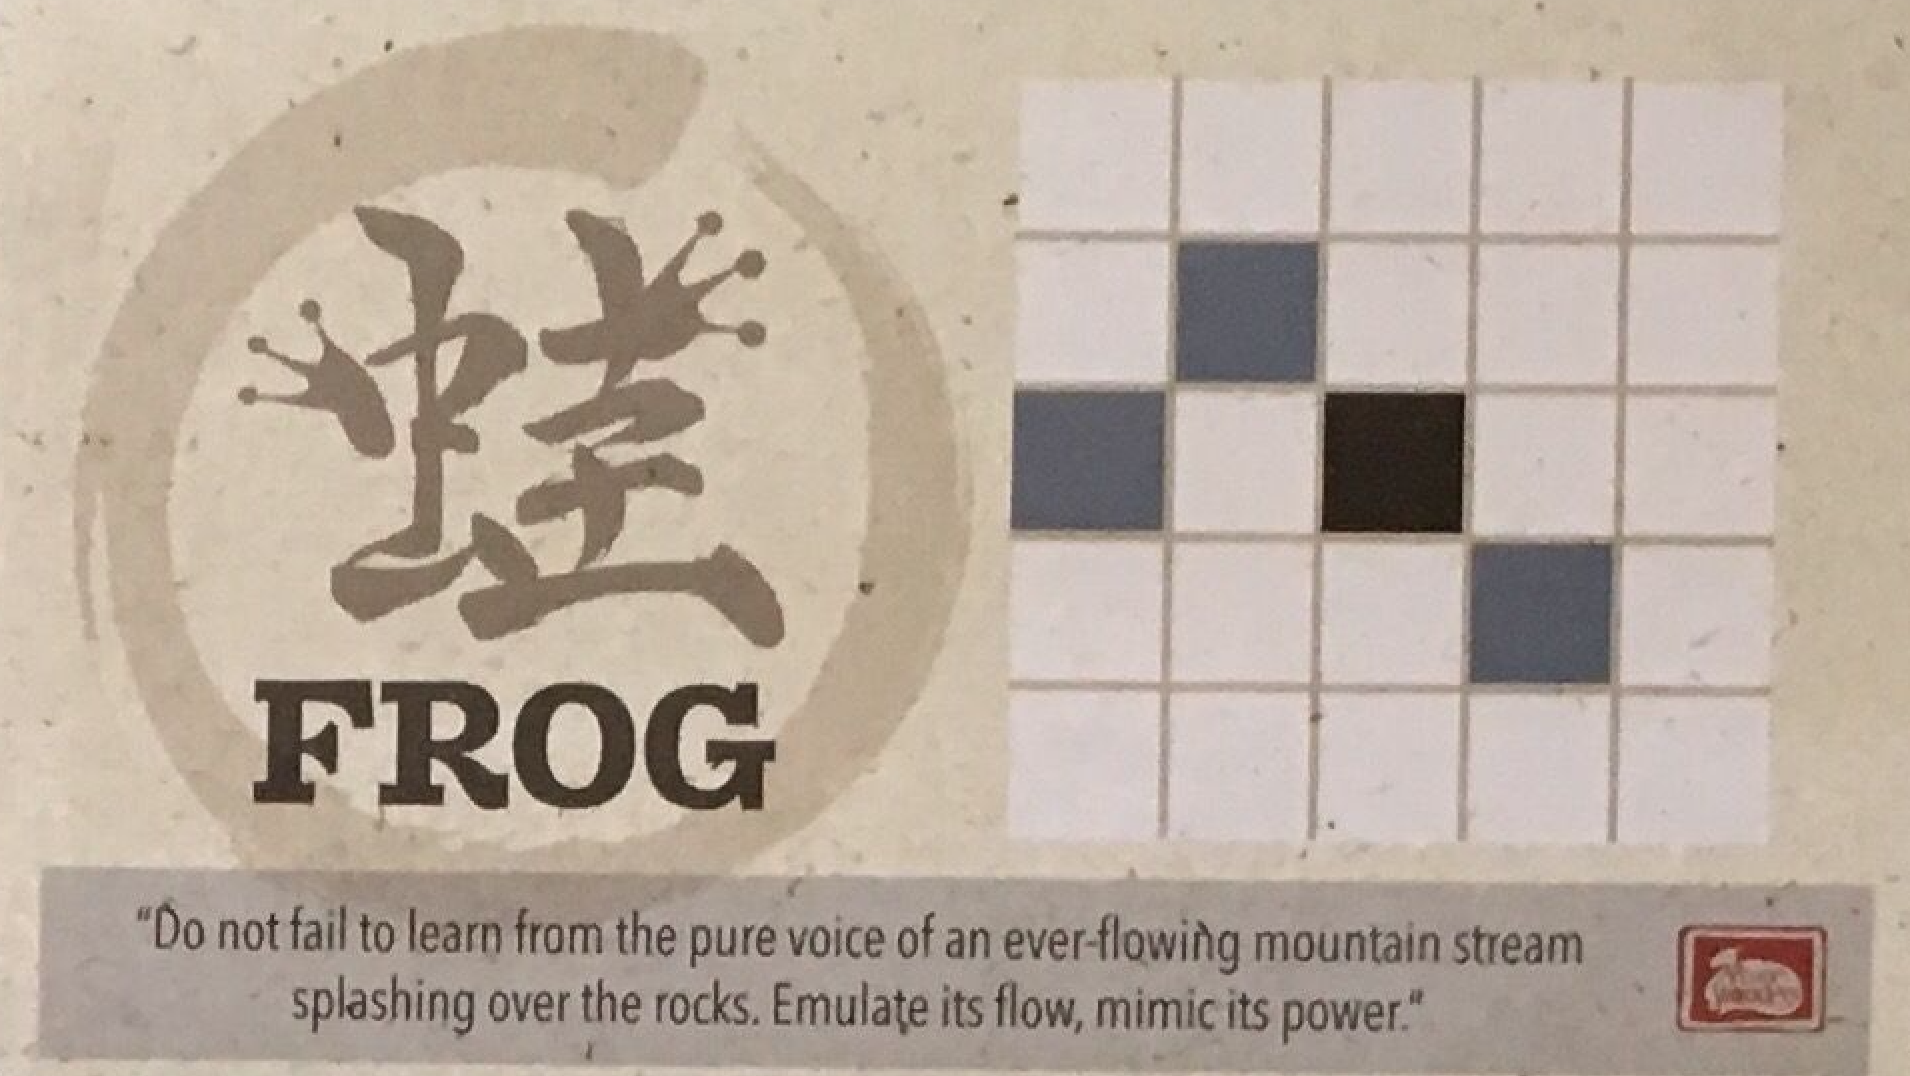 蛙
FROG
“Do not fail to learn from the pure voice of an ever-flowing mountain stream
splashing over the rocks. Emulate its flow, mimic its power.“